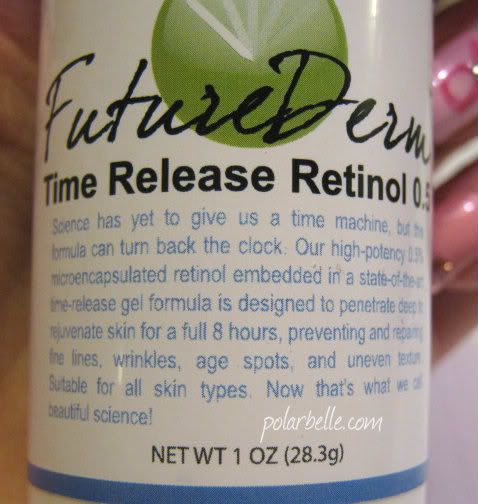 FutureDerm
Time Release Retinol 0.5
Science has yet to give us a time machine, but the
formula can turn back the clock. Our high-potency 0.5%
microencapsulated retinol embedded in a state-of-the-art
time-release gel formula is designed to penetrate deep to
rejuvenate skin for a full 8 hours, preventing and repairing
fine lines, wrinkles, age spots, and uneven texture.
Suitable for all skin types. Now that's what we call
beautiful science!
polarbelle.com
NET WT 1 OZ (28.3g)